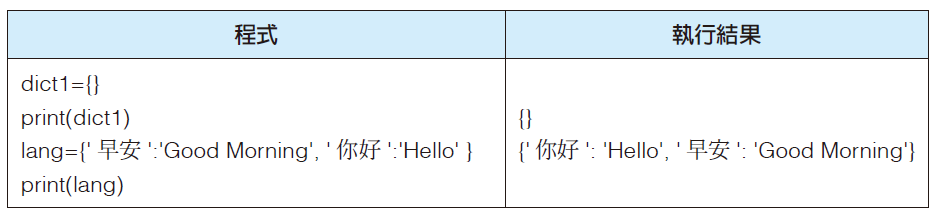 程式
執行結果
dict1={}
print(dict1)
{}
lang={' 早安 ':'Good Morning', ' 你好 ':'Hello' }
{' 你好 ': 'Hello', ' 早安 ': 'Good Morning'}
print(lang)